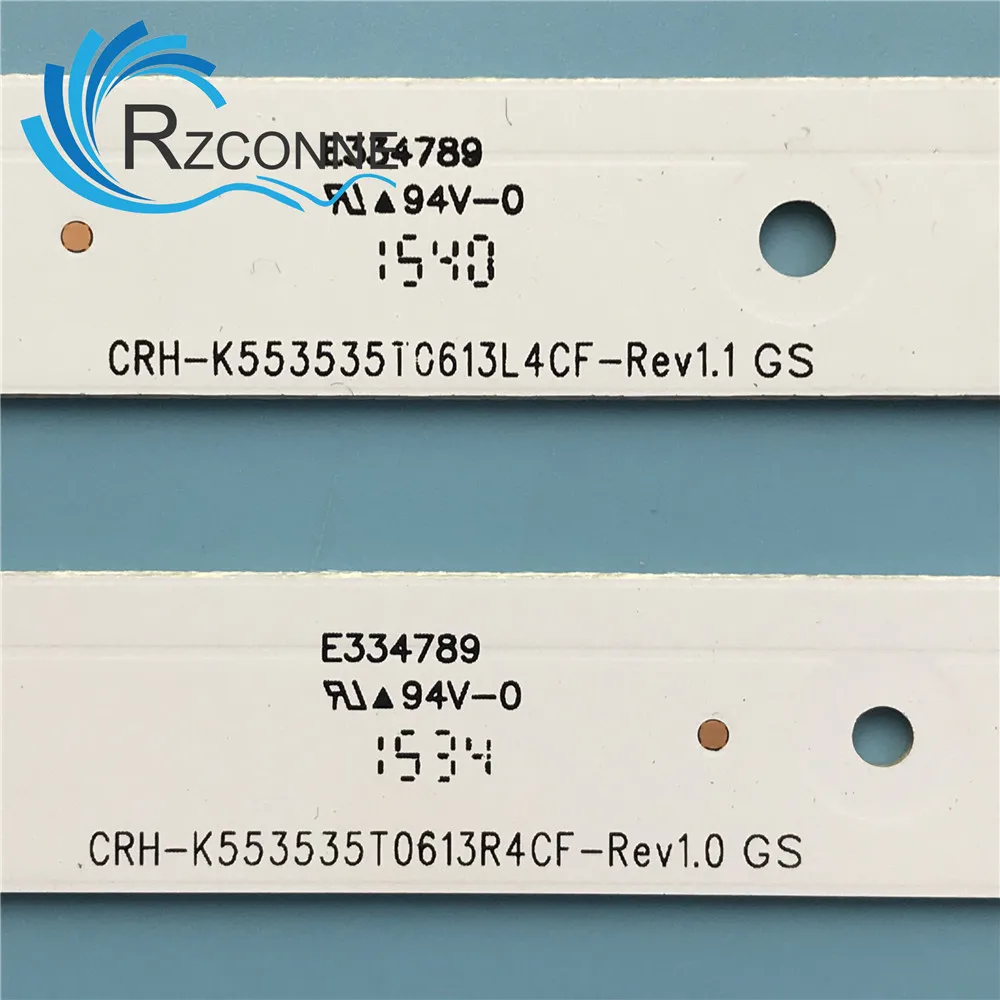 RZCONNE
E334789
▲94V-0
1540
CRH-K553535T0613L4CF-Rev1.1 GS
E334789
▲94V-0
1534
CRH-K553535T0613R4CF-Rev1.0 GS